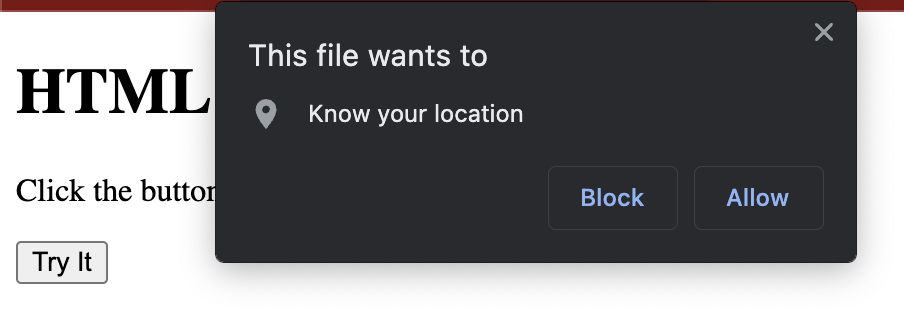 This file wants to
Know your location
Block
Allow
HTML
Click the button
Try It